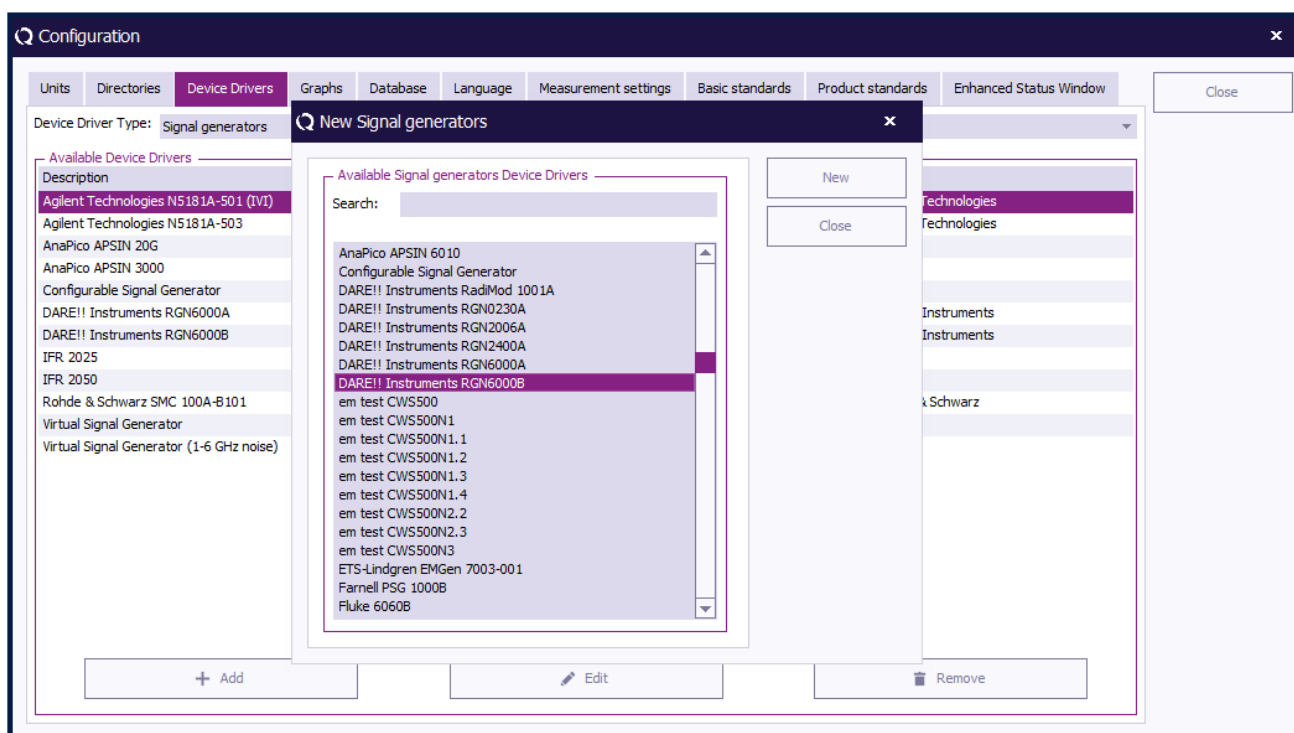 Configuration
Units Directories Device Drivers Graphs Database Language Measurement settings Basic standards Product standards Enhanced Status Window
Close
Device Driver Type: Signal generators
Available Device Drivers
Description
Agilent Technologies N5181A-501 (IVI)
Agilent Technologies N5181A-503
AnaPico APSIN 20G
AnaPico APSIN 3000
Configurable Signal Generator
DARE!! Instruments RGN6000A
DARE!! Instruments RGN6000B
IFR 2025
IFR 2050
Rohde & Schwarz SMC 100A-B101
Virtual Signal Generator
Virtual Signal Generator (1-6 GHz noise)
Technologies
Technologies
Instruments
Instruments
& Schwarz
New Signal generators
Available Signal generators Device Drivers
Search:
AnaPico APSIN 6010
Configurable Signal Generator
DARE!! Instruments RadiMod 1001A
DARE!! Instruments RGN0230A
DARE!! Instruments RGN2006A
DARE!! Instruments RGN2400A
DARE!! Instruments RGN6000A
DARE!! Instruments RGN6000B
em test CWS500
em test CWS500N1
em test CWS500N1.1
em test CWS500N1.2
em test CWS500N1.3
em test CWS500N1.4
em test CWS500N2.2
em test CWS500N2.3
em test CWS500N3
ETS-Lindgren EMGen 7003-001
Farnell PSG 1000B
Fluke 6060B
New
Close
Add
Edit
Remove